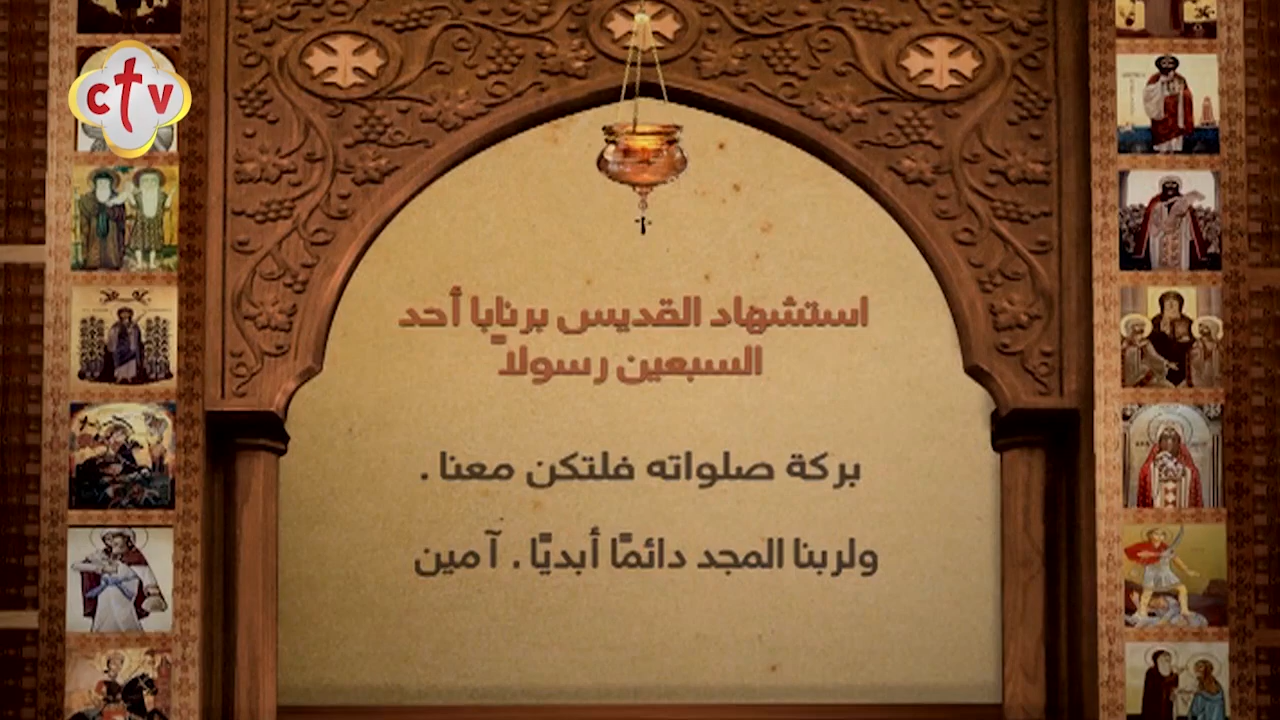 CTV
استشهاد القديس برنابا أحد
السبعين رسولاً
بركة صلواته فلتكن معنا .
ولربنا المجد دائمًا أبديًا . آمين